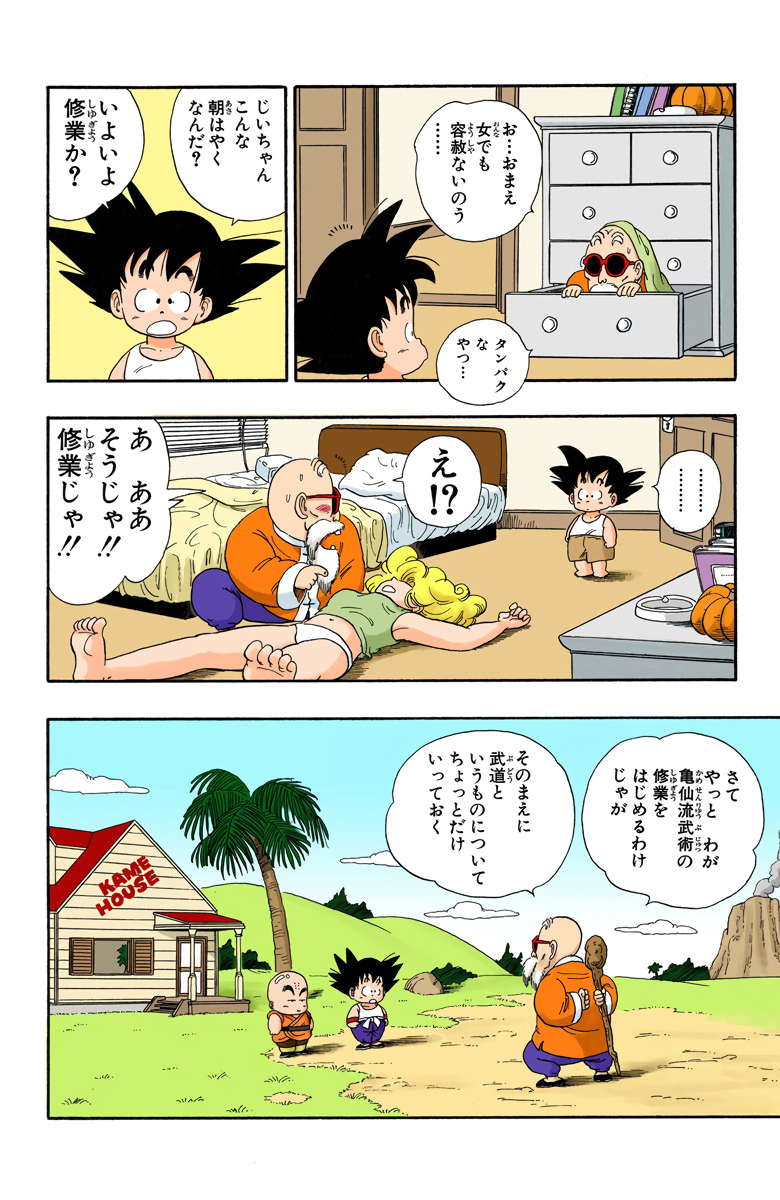 お…おまえ
女でも
容赦ないのう
……
タンパク
な
やつ…
じいちゃん
こんな
朝はやく
なんだ？
いよいよ
修業か？
………
え!?
あ　ああ
そうじゃ!!
修業じゃ!!
さて
やっと　わが
亀仙流武術の
修業を
はじめるわけ
じゃが
そのまえに
武道と
いうものについて
ちょっとだけ
いっておく
KAME
HOUSE